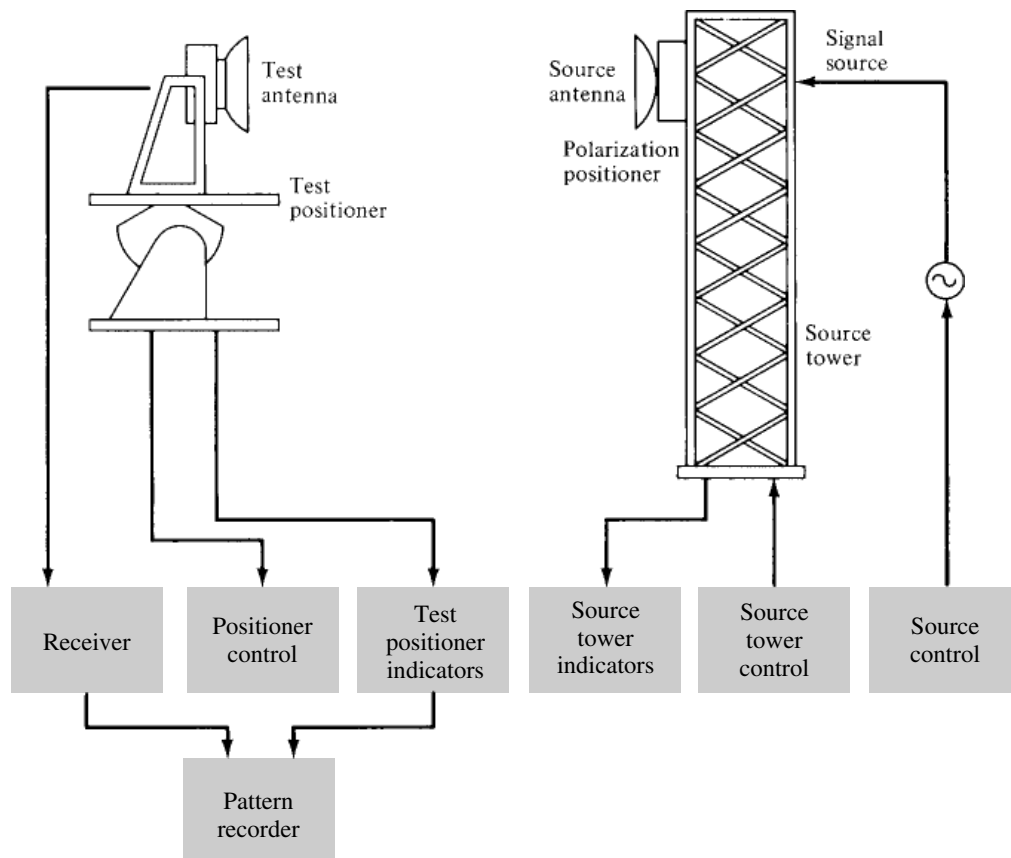 Test
antenna
Test
positioner
Source
antenna
Polarization
positioner
Signal
source
Source
tower
Receiver
Positioner
control
Test
positioner
indicators
Source
tower
indicators
Source
tower
control
Source
control
Pattern
recorder